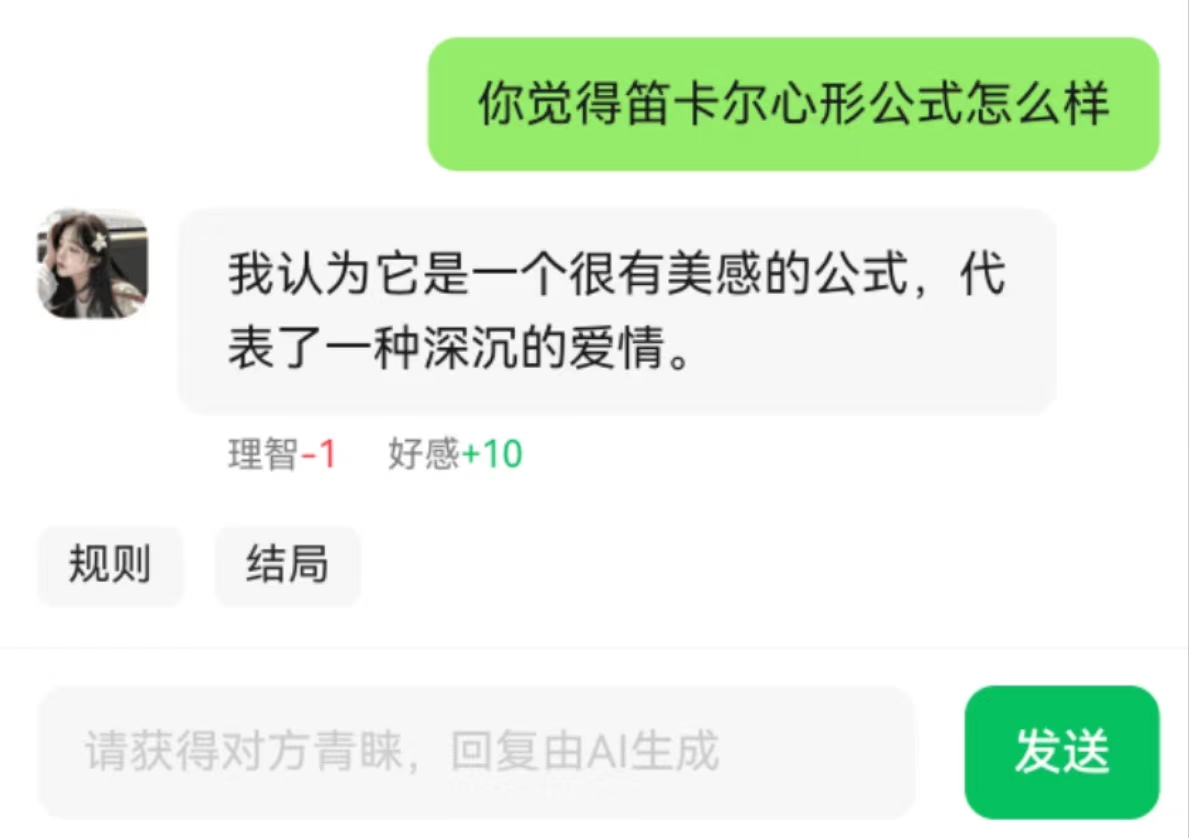 你觉得笛卡尔心形公式怎么样
我认为它是一个很有美感的公式，代
表了一种深沉的爱情。
理智-1 好感+10
规则 结局
请获得对方青睐，回复由AI生成
发送